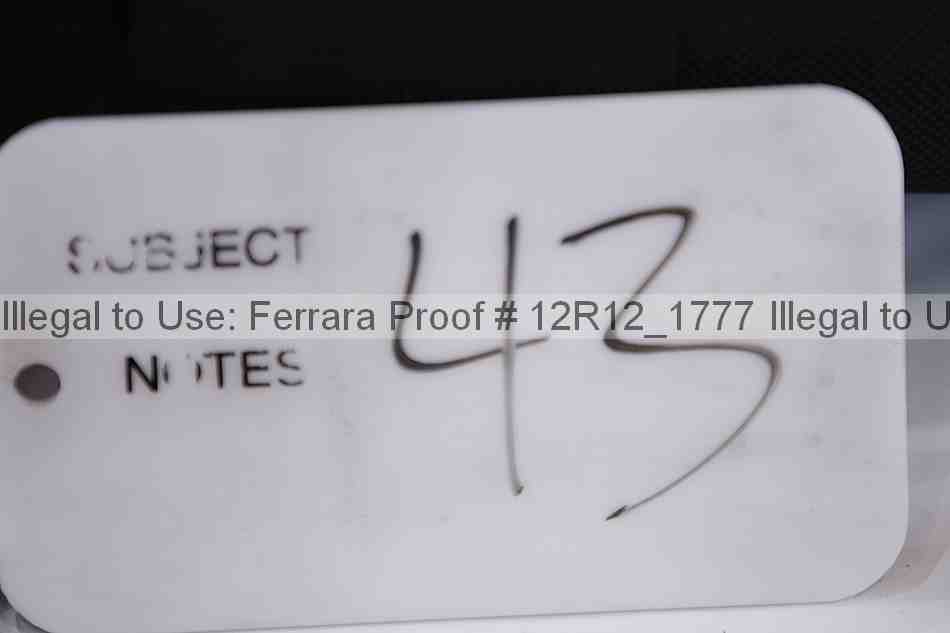 SUBJECT 43
Illegal to Use: Ferrara Proof # 12R12_1777 Illegal to U
NOTES